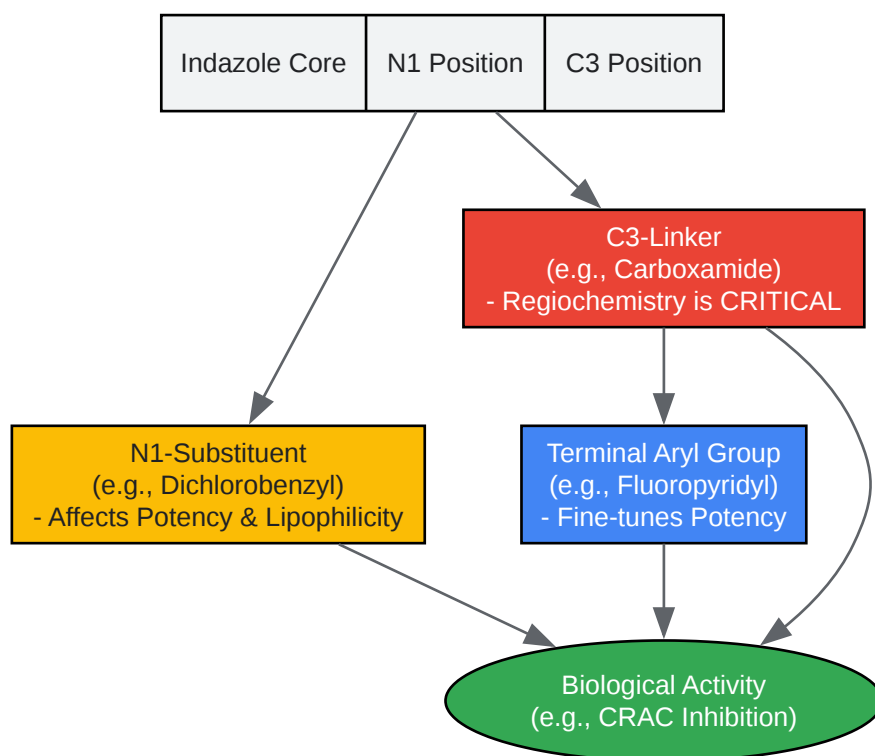 Indazole Core
N1 Position
C3 Position
C3-Linker
(e.g., Carboxamide)
- Regiochemistry is CRITICAL
N1-Substituent
(e.g., Dichlorobenzyl)
- Affects Potency & Lipophilicity
Terminal Aryl Group
(e.g., Fluoropyridyl)
- Fine-tunes Potency
Biological Activity
(e.g., CRAC Inhibition)